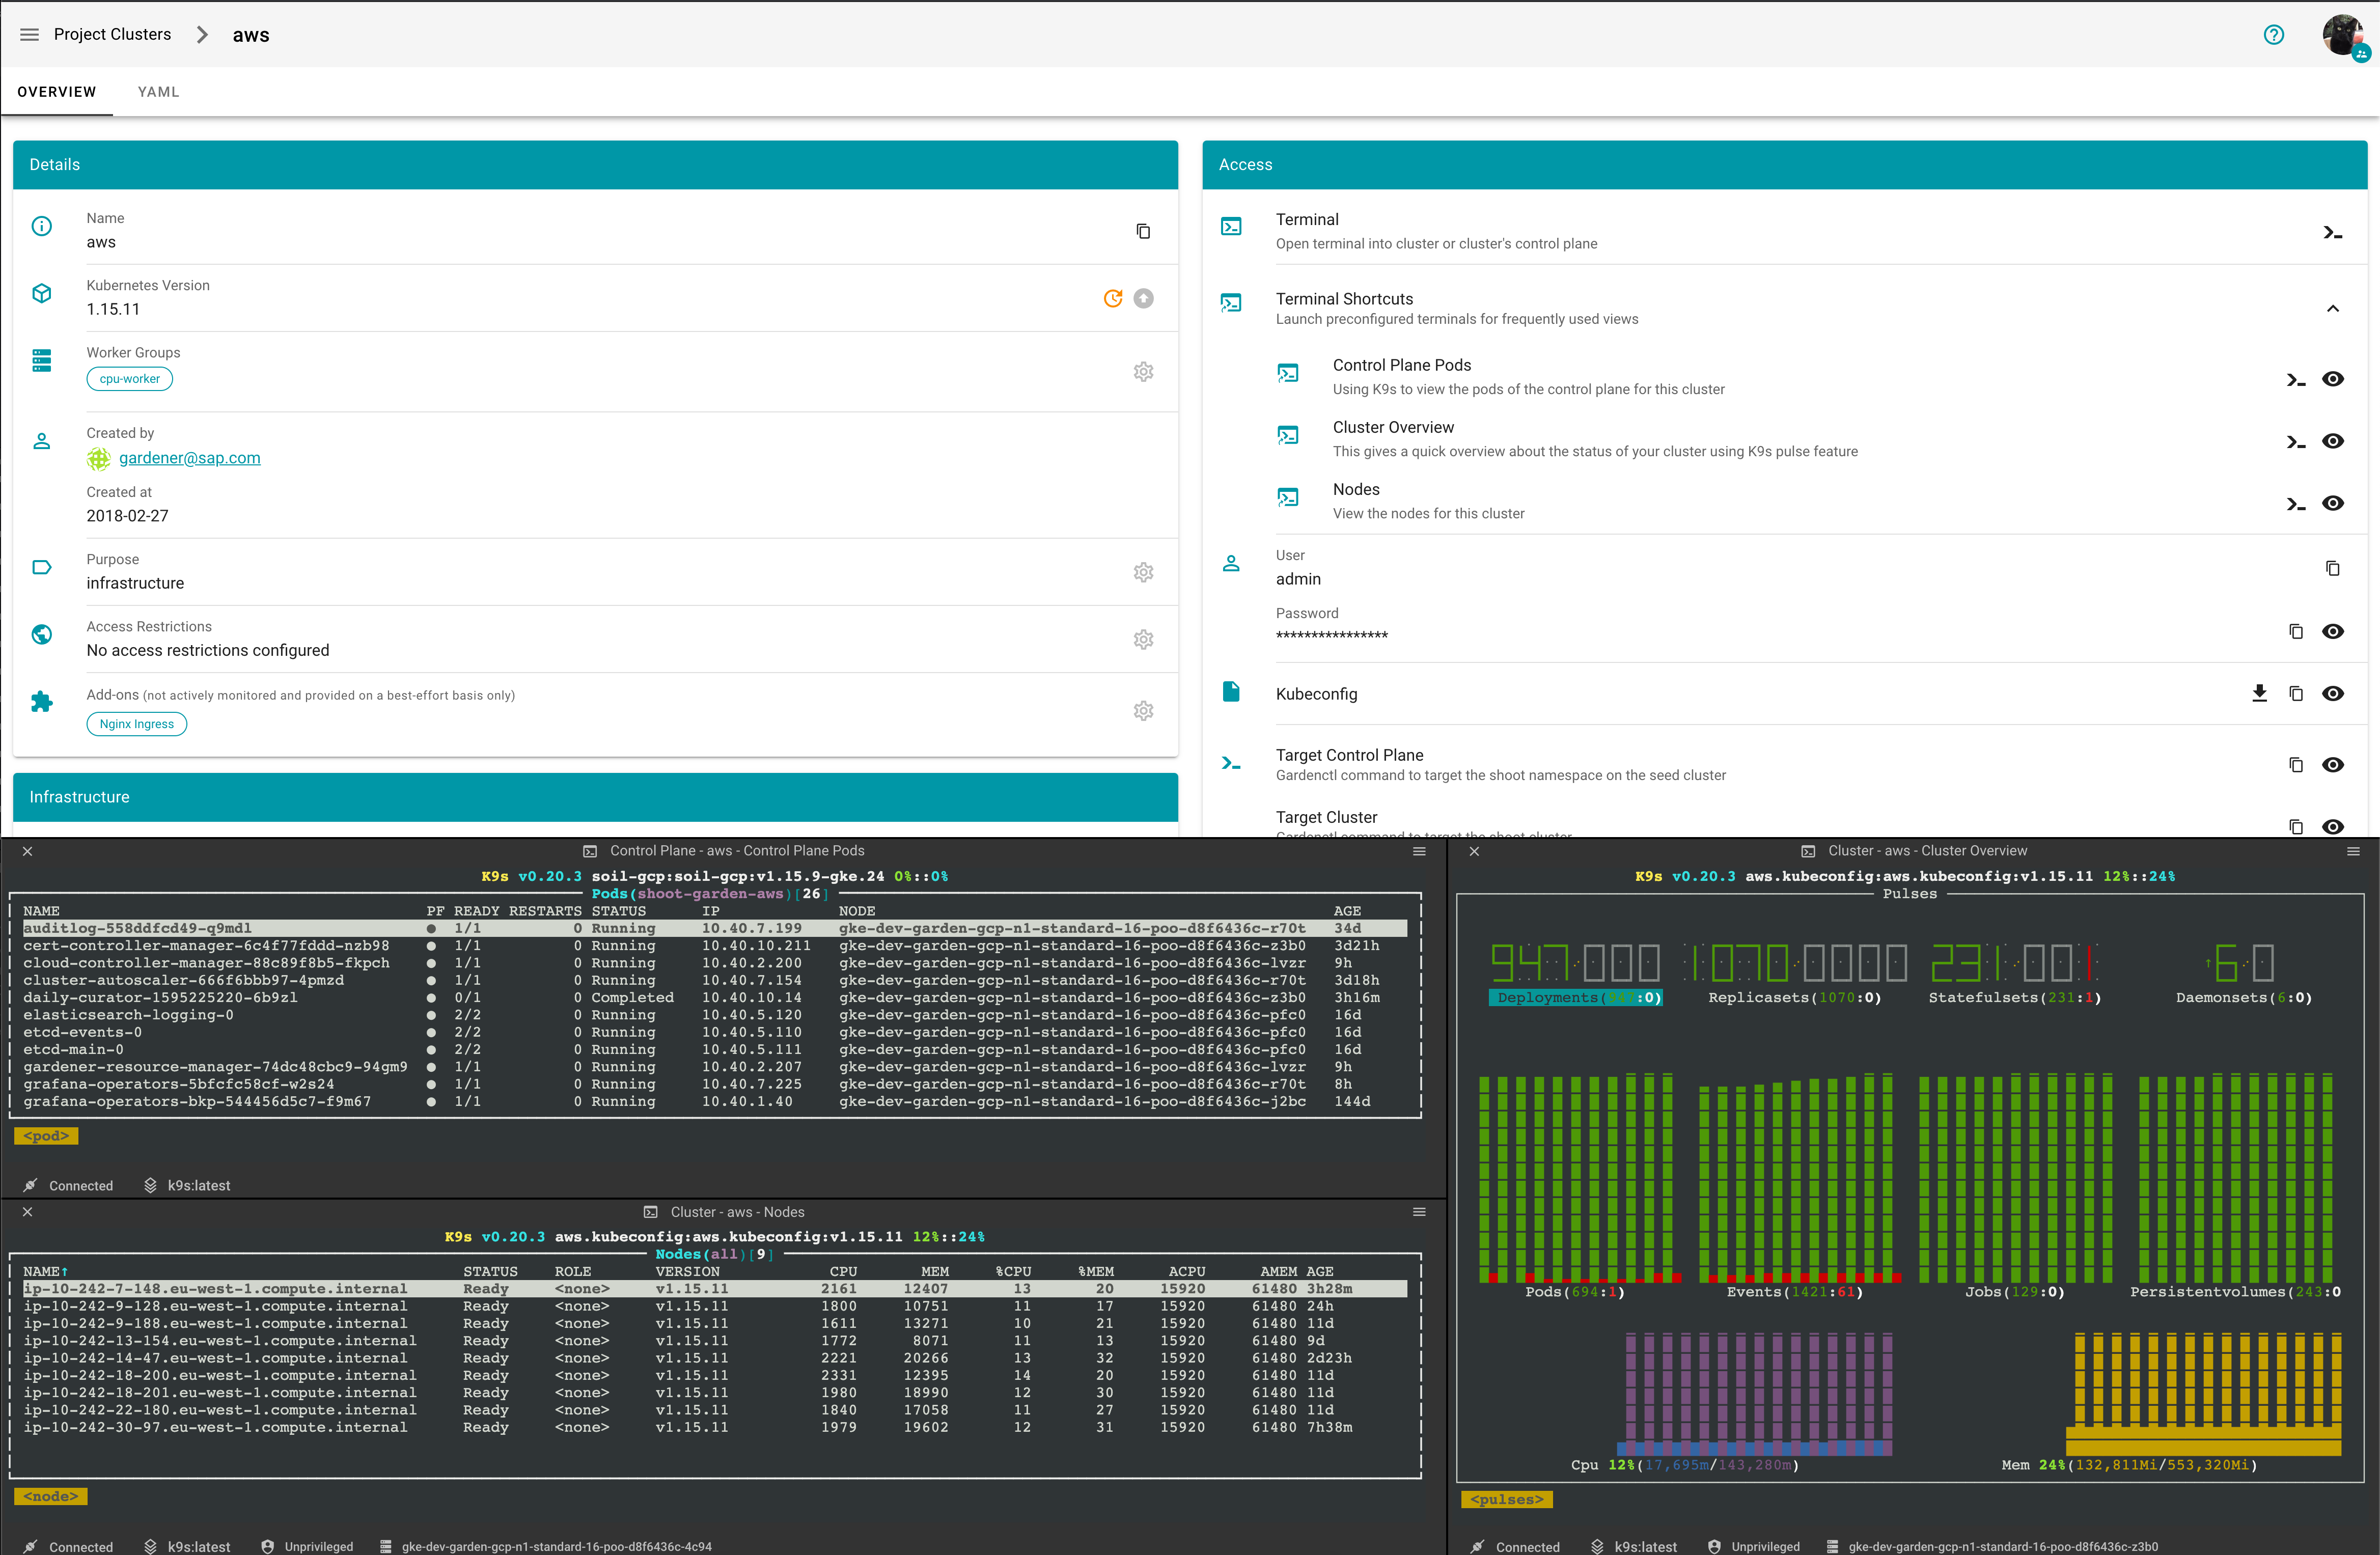 Project Clusters
aws
OVERVIEW YAML
Details
Name
aws
Kubernetes Version
1.15.11
Worker Groups
cpu-worker
Created by
gardener@sap.com
Created at
2018-02-27
Purpose
infrastructure
Access Restrictions
No access restrictions configured
Add-ons (not actively monitored and provided on a best-effort basis only)
Nginx Ingress
Infrastructure
Access
Terminal
Open terminal into cluster or cluster's control plane
Terminal Shortcuts
Launch preconfigured terminals for frequently used views
Control Plane Pods
Using K9s to view the pods of the control plane for this cluster
Cluster Overview
This gives a quick overview about the status of your cluster using K9s pulse feature
Nodes
View the nodes for this cluster
User
admin
Password
****************
Kubeconfig
Target Control Plane
Gardenctl command to target the shoot namespace on the seed cluster
Target Cluster
Gardenctl command to target the shoot cluster
Control Plane - aws - Control Plane Pods
K9s v0.20.3 soil-gcp:soil-gcp:v1.15.9-gke.24 0%::0%
Pods(shoot-garden-aws)[26]
NAME PF READY RESTARTS STATUS IP NODE AGE
auditlog-558ddfcd49-q9mdl ● 1/1 0 Running 10.40.7.199 gke-dev-garden-gcp-n1-standard-16-poo-d8f6436c-r70t 34d
cert-controller-manager-6c4f77fddd-nzb98 ● 1/1 0 Running 10.40.10.211 gke-dev-garden-gcp-n1-standard-16-poo-d8f6436c-z3b0 3d21h
cloud-controller-manager-88c89f8b5-fkpch ● 1/1 0 Running 10.40.2.200 gke-dev-garden-gcp-n1-standard-16-poo-d8f6436c-lvzr 9h
cluster-autoscaler-666f6bbb97-4pmzd ● 1/1 0 Running 10.40.7.154 gke-dev-garden-gcp-n1-standard-16-poo-d8f6436c-r70t 3d18h
daily-curator-1595225220-6b9zl ● 0/1 0 Completed 10.40.10.14 gke-dev-garden-gcp-n1-standard-16-poo-d8f6436c-z3b0 3h16m
elasticsearch-logging-0 ● 2/2 0 Running 10.40.5.120 gke-dev-garden-gcp-n1-standard-16-poo-d8f6436c-pfc0 16d
etcd-events-0 ● 2/2 0 Running 10.40.5.110 gke-dev-garden-gcp-n1-standard-16-poo-d8f6436c-pfc0 16d
etcd-main-0 ● 2/2 0 Running 10.40.5.111 gke-dev-garden-gcp-n1-standard-16-poo-d8f6436c-pfc0 16d
gardener-resource-manager-74dc48cbc9-94gm9 ● 1/1 0 Running 10.40.2.207 gke-dev-garden-gcp-n1-standard-16-poo-d8f6436c-lvzr 9h
grafana-operators-5bfcfc58cf-w2s24 ● 1/1 0 Running 10.40.7.225 gke-dev-garden-gcp-n1-standard-16-poo-d8f6436c-r70t 8h
grafana-operators-bkp-544456d5c7-f9m67 ● 1/1 0 Running 10.40.1.40 gke-dev-garden-gcp-n1-standard-16-poo-d8f6436c-j2bc 144d
<pod>
Connected k9s:latest
Cluster - aws - Nodes
K9s v0.20.3 aws.kubeconfig:aws.kubeconfig:v1.15.11 12%::24%
Nodes(all)[9]
NAME↑ STATUS ROLE VERSION CPU MEM %CPU %MEM ACPU AMEM AGE
ip-10-242-7-148.eu-west-1.compute.internal Ready <none> v1.15.11 2161 12407 13 20 15920 61480 3h28m
ip-10-242-9-128.eu-west-1.compute.internal Ready <none> v1.15.11 1800 10751 11 17 15920 61480 24h
ip-10-242-9-188.eu-west-1.compute.internal Ready <none> v1.15.11 1611 13271 10 21 15920 61480 11d
ip-10-242-13-154.eu-west-1.compute.internal Ready <none> v1.15.11 1772 8071 11 13 15920 61480 9d
ip-10-242-14-47.eu-west-1.compute.internal Ready <none> v1.15.11 2221 20266 13 32 15920 61480 2d23h
ip-10-242-18-200.eu-west-1.compute.internal Ready <none> v1.15.11 2331 12395 14 20 15920 61480 11d
ip-10-242-18-201.eu-west-1.compute.internal Ready <none> v1.15.11 1980 18990 12 30 15920 61480 11d
ip-10-242-22-180.eu-west-1.compute.internal Ready <none> v1.15.11 1840 17058 11 27 15920 61480 11d
ip-10-242-30-97.eu-west-1.compute.internal Ready <none> v1.15.11 1979 19602 12 31 15920 61480 7h38m
<node>
Connected k9s:latest Unprivileged gke-dev-garden-gcp-n1-standard-16-poo-d8f6436c-4c94
Cluster - aws - Cluster Overview
K9s v0.20.3 aws.kubeconfig:aws.kubeconfig:v1.15.11 12%::24%
Pulses
947 000 1070 0000 231 001 ↑6 0
Deployments(947:0) Replicasets(1070:0) Statefulsets(231:1) Daemonsets(6:0)
Pods(694:1) Events(1421:61) Jobs(129:0) Persistentvolumes(243:0
Cpu 12%(17,695m/143,280m) Mem 24%(132,811Mi/553,320Mi)
<pulses>
Connected k9s:latest Unprivileged gke-dev-garden-gcp-n1-standard-16-poo-d8f6436c-z3b0